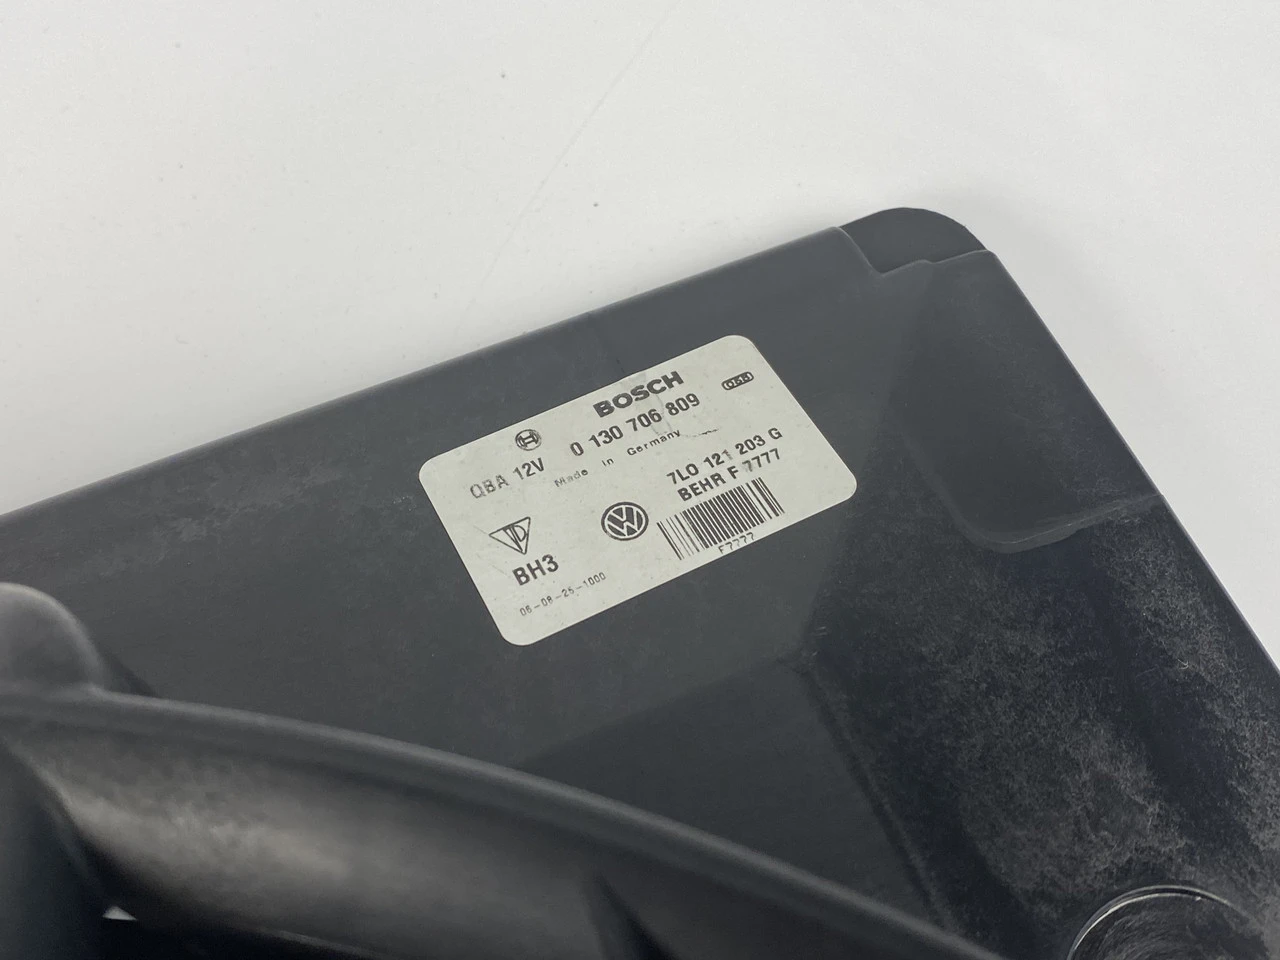 BOSCH
QBA 12V 0 130 706 809
Made in Germany
7L0 121 203 G
BEHR F 7777
VW
BH3
F7777
06-08-25-1000